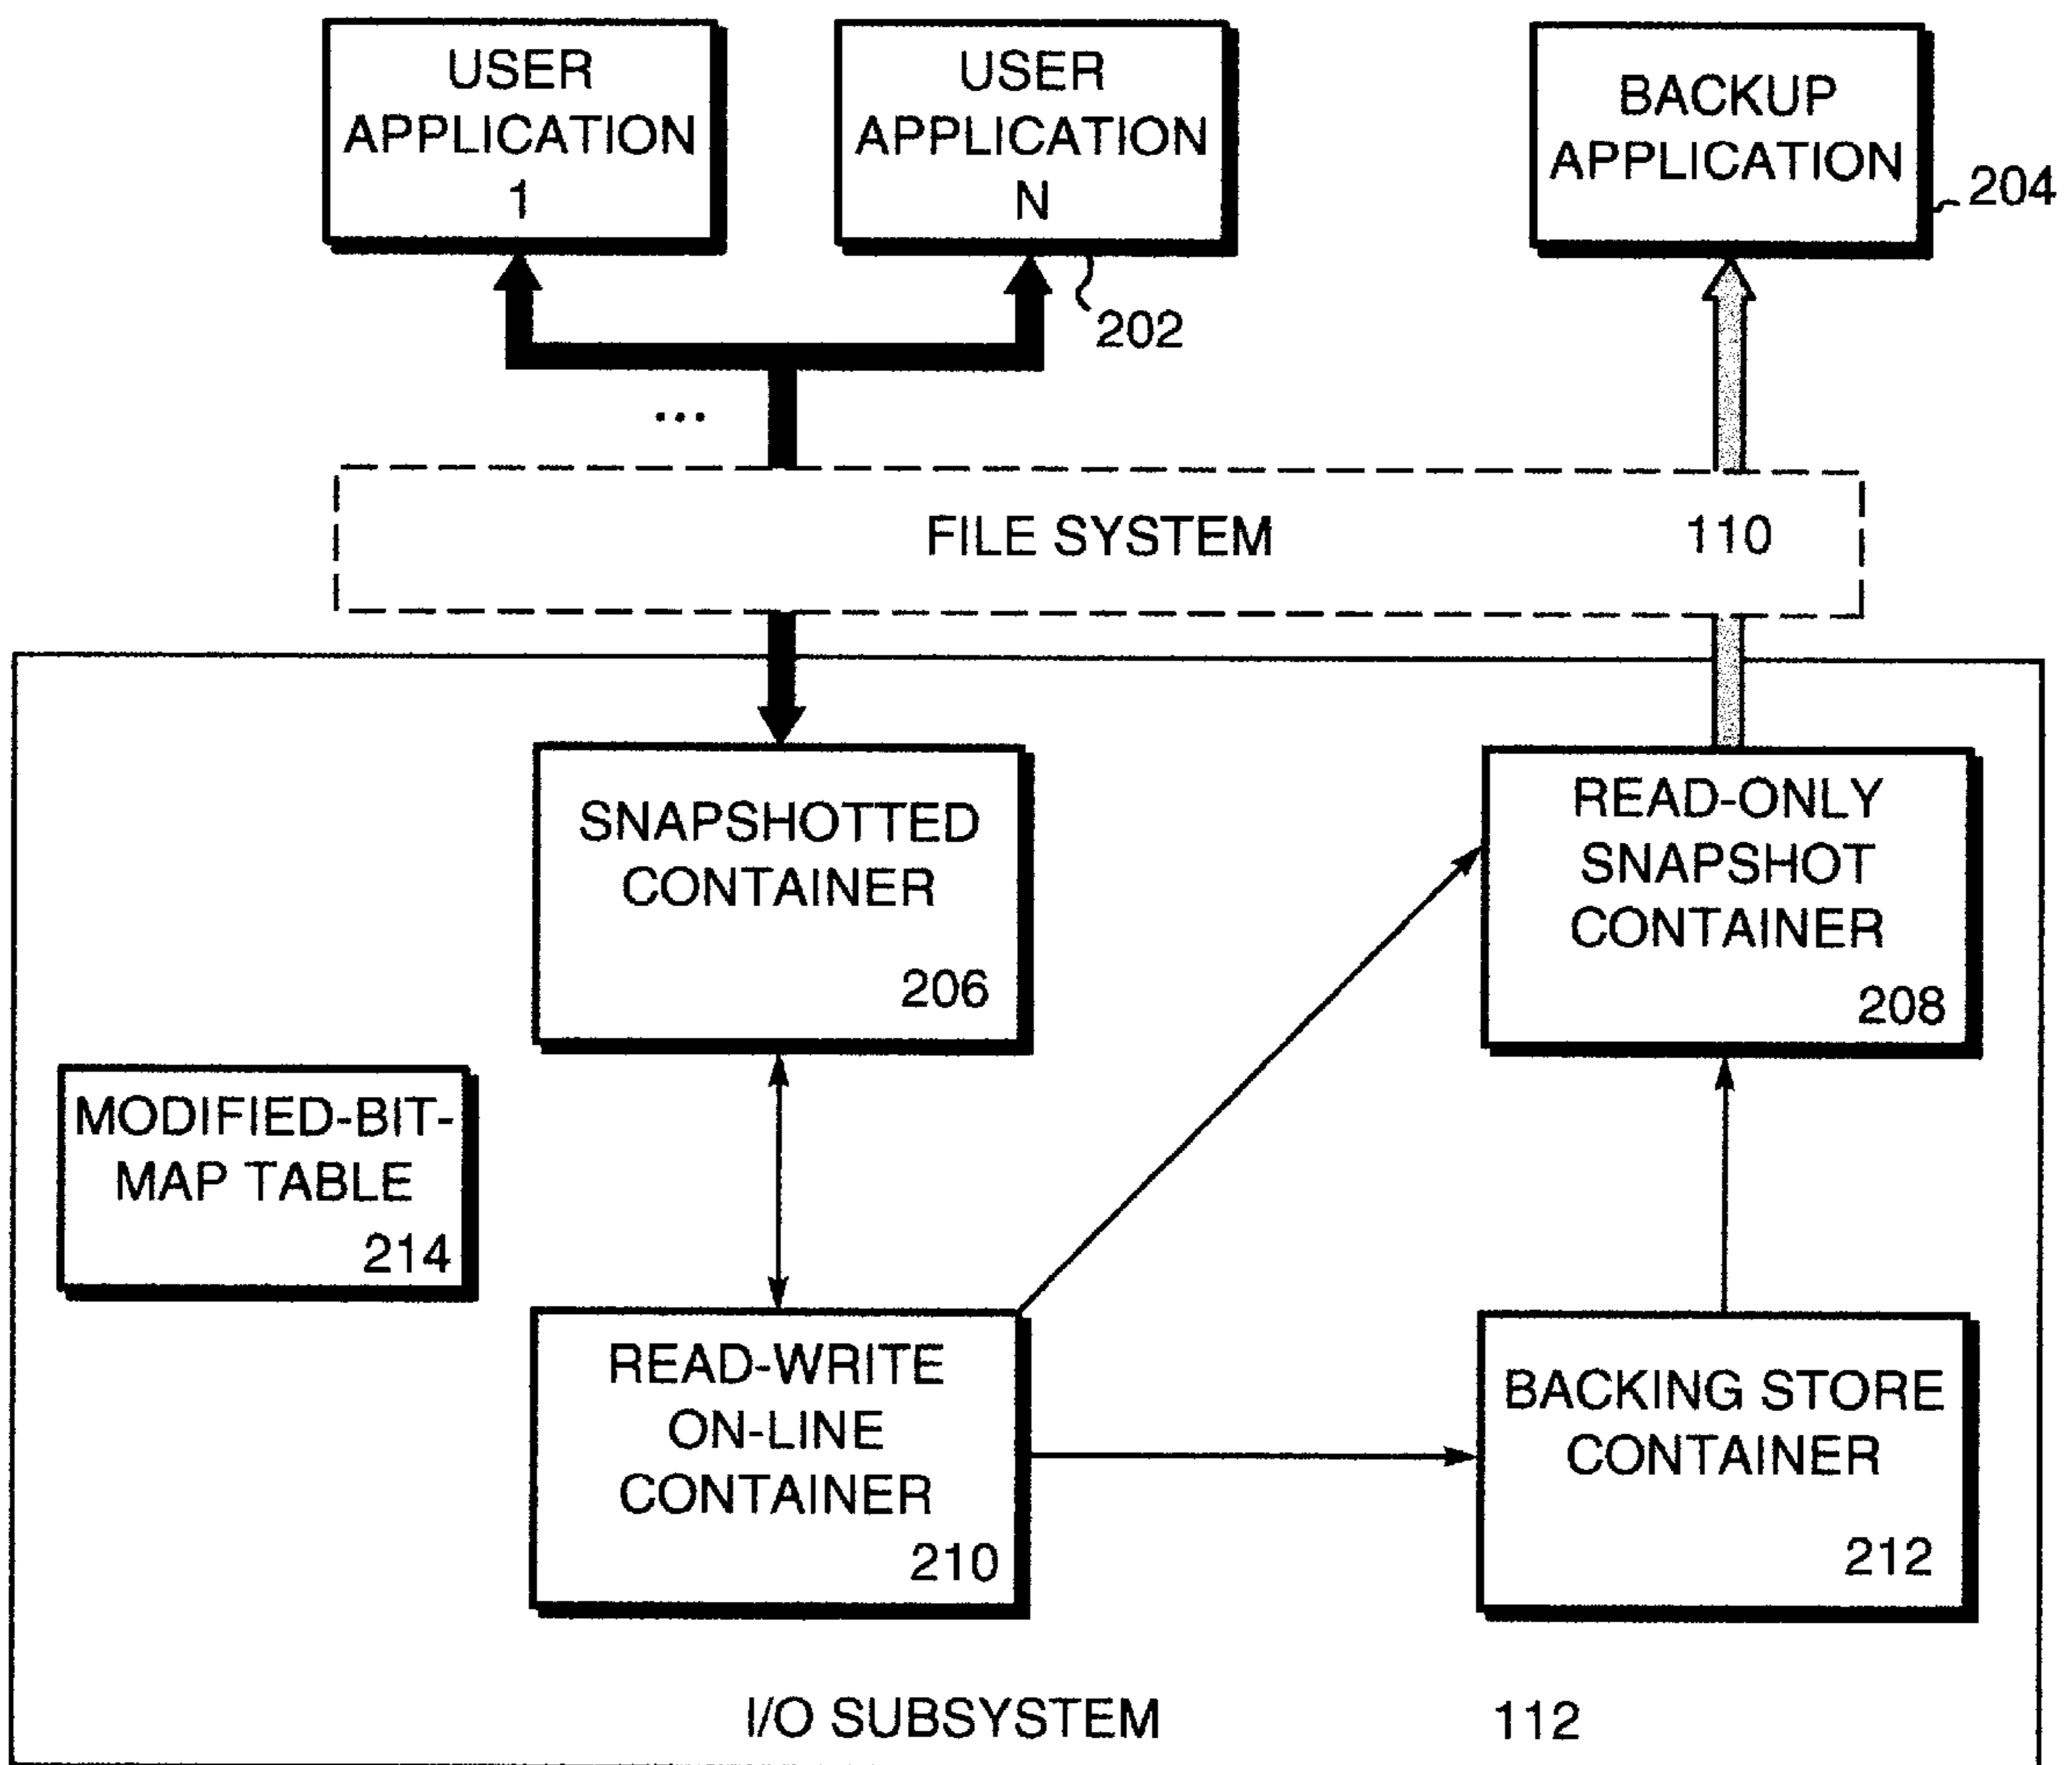 USER
APPLICATION
1
USER
APPLICATION
N
202
BACKUP
APPLICATION
204
...
FILE SYSTEM 110
SNAPSHOTTED
CONTAINER
206
READ-ONLY
SNAPSHOT
CONTAINER
208
MODIFIED-BIT-
MAP TABLE
214
READ-WRITE
ON-LINE
CONTAINER
210
BACKING STORE
CONTAINER
212
I/O SUBSYSTEM 112